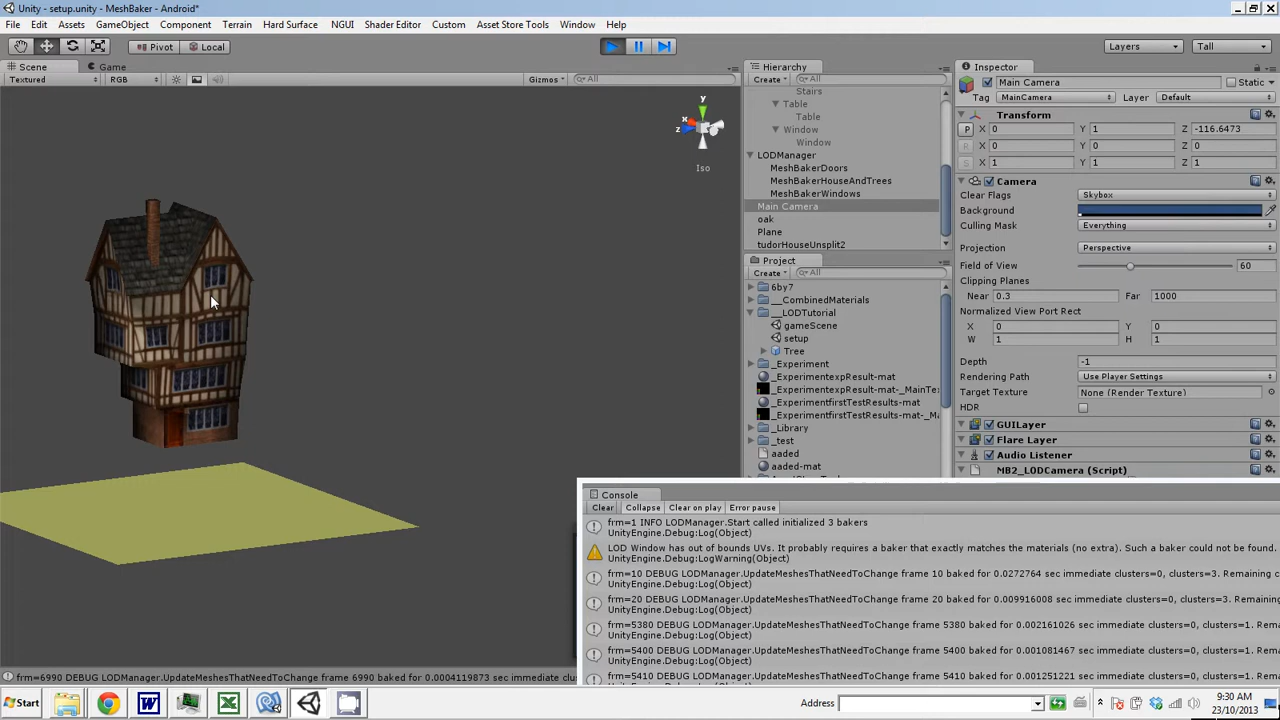 Unity - setup.unity - MeshBaker - Android*
File Edit Assets GameObject Component Terrain Hard Surface NGUI Shader Editor Custom Asset Store Tools Window Help
Pivot Local Layers Tall
Scene Game
Textured RGB Gizmos All
y
x
z
Iso
Hierarchy
Create All
Stairs
Table
Table
Window
Window
LODManager
MeshBakerDoors
MeshBakerHouseAndTrees
MeshBakerWindows
Main Camera
oak
Plane
tudorHouseUnsplit2
Project
Create
6by7
__CombinedMaterials
__LODTutorial
gameScene
setup
Tree
_Experiment
_ExperimentexpResult-mat
_ExperimentexpResult-mat-_MainTe
_ExperimentfirstTestResults-mat
_ExperimentfirstTestResults-mat-_M
_Library
_test
aaded
aaded-mat
Inspector
Main Camera Static
Tag MainCamera Layer Default
Transform
P X 0 Y 1 Z -116.6473
R X 0 Y 0 Z 0
S X 1 Y 1 Z 1
Camera
Clear Flags Skybox
Background
Culling Mask Everything
Projection Perspective
Field of View 60
Clipping Planes
Near 0.3 Far 1000
Normalized View Port Rect
X 0 Y 0
W 1 H 1
Depth -1
Rendering Path Use Player Settings
Target Texture None (Render Texture)
HDR
GUILayer
Flare Layer
Audio Listener
MB2_LODCamera (Script)
Console
Clear Collapse Clear on play Error pause
frm=1 INFO LODManager.Start called initialized 3 bakers
UnityEngine.Debug:Log(Object)
LOD Window has out of bounds UVs. It probably requires a baker that exactly matches the materials (no extra). Such a baker could not be found.
UnityEngine.Debug:LogWarning(Object)
frm=10 DEBUG LODManager.UpdateMeshesThatNeedToChange frame 10 baked for 0.0272764 sec immediate clusters=0, clusters=3. Remaining c
UnityEngine.Debug:Log(Object)
frm=20 DEBUG LODManager.UpdateMeshesThatNeedToChange frame 20 baked for 0.009916008 sec immediate clusters=0, clusters=3. Remaining
UnityEngine.Debug:Log(Object)
frm=5380 DEBUG LODManager.UpdateMeshesThatNeedToChange frame 5380 baked for 0.002161026 sec immediate clusters=0, clusters=1. Rema
UnityEngine.Debug:Log(Object)
frm=5400 DEBUG LODManager.UpdateMeshesThatNeedToChange frame 5400 baked for 0.001081467 sec immediate clusters=0, clusters=1. Rema
UnityEngine.Debug:Log(Object)
frm=5410 DEBUG LODManager.UpdateMeshesThatNeedToChange frame 5410 baked for 0.001251221 sec immediate clusters=0, clusters=1. Rema
frm=6990 DEBUG LODManager.UpdateMeshesThatNeedToChange frame 6990 baked for 0.0004119873 sec immediate cluste
Start Address 9:30 AM
23/10/2013